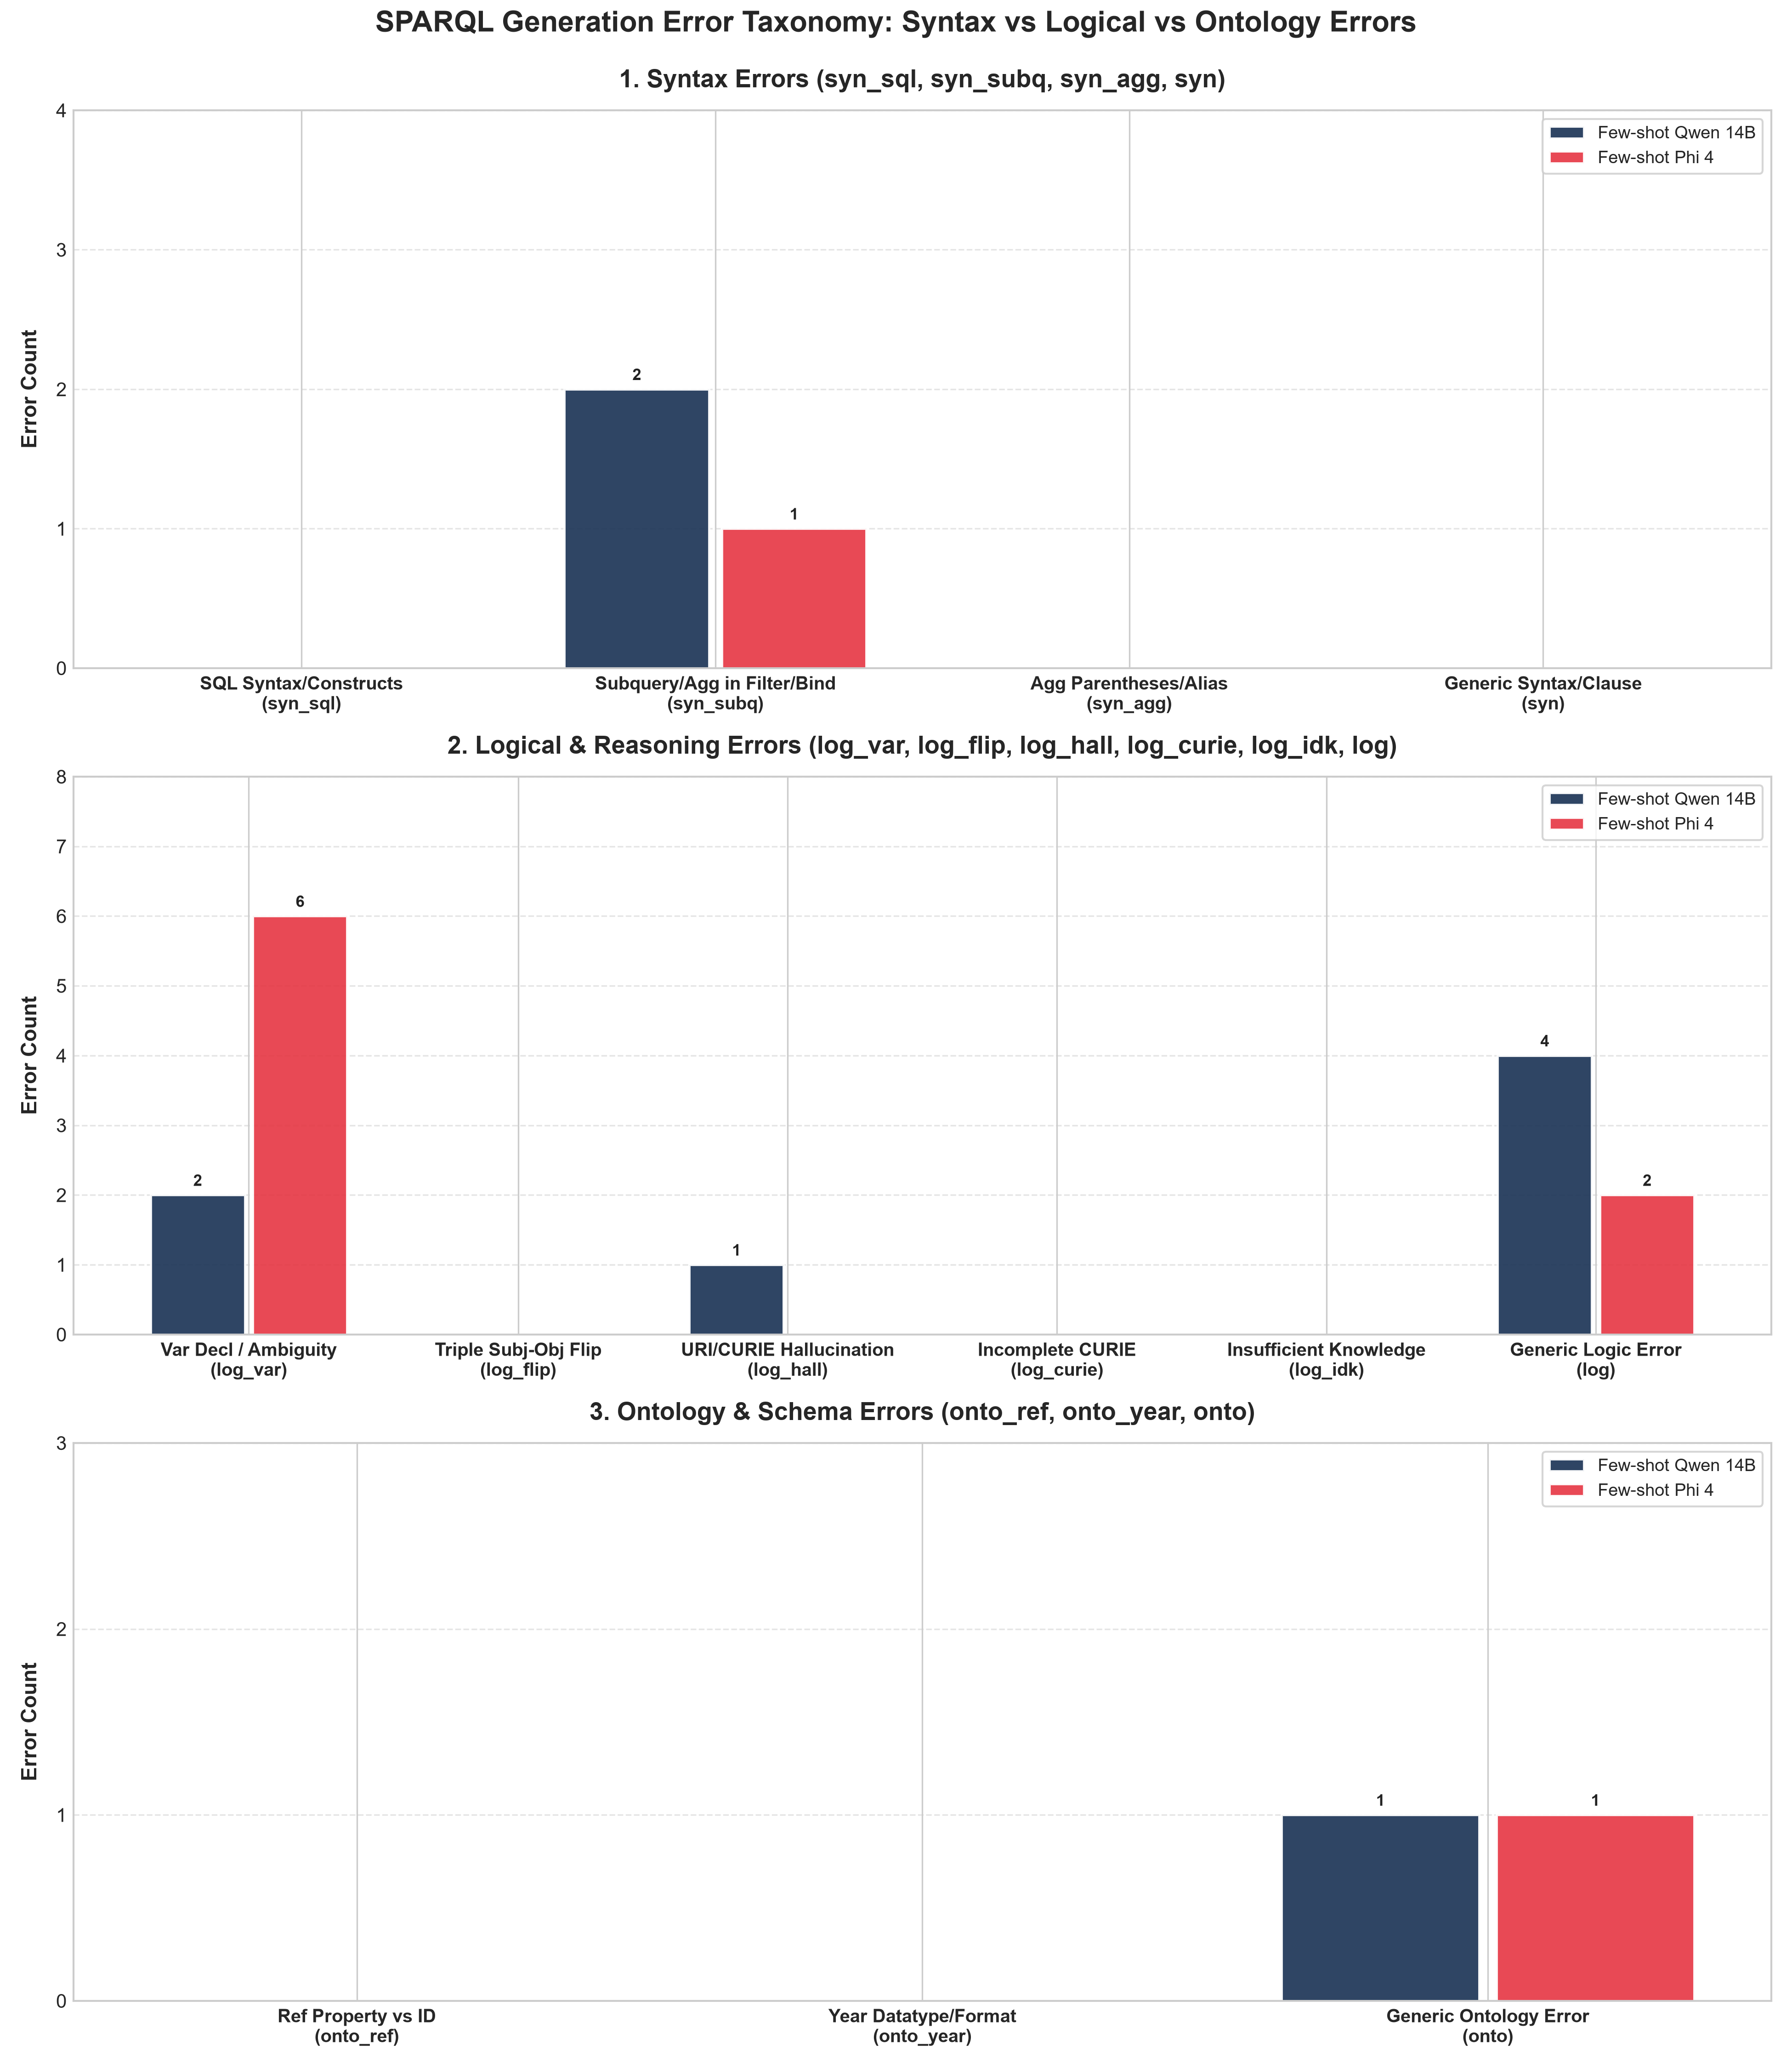 SPARQL Generation Error Taxonomy: Syntax vs Logical vs Ontology Errors
1. Syntax Errors (syn_sql, syn_subq, syn_agg, syn)
Few-shot Qwen 14B
Few-shot Phi 4
Error Count
4
3
2
1
0
2
1
SQL Syntax/Constructs
(syn_sql)
Subquery/Agg in Filter/Bind
(syn_subq)
Agg Parentheses/Alias
(syn_agg)
Generic Syntax/Clause
(syn)
2. Logical & Reasoning Errors (log_var, log_flip, log_hall, log_curie, log_idk, log)
Few-shot Qwen 14B
Few-shot Phi 4
Error Count
8
7
6
5
4
3
2
1
0
2
6
1
4
2
Var Decl / Ambiguity
(log_var)
Triple Subj-Obj Flip
(log_flip)
URI/CURIE Hallucination
(log_hall)
Incomplete CURIE
(log_curie)
Insufficient Knowledge
(log_idk)
Generic Logic Error
(log)
3. Ontology & Schema Errors (onto_ref, onto_year, onto)
Few-shot Qwen 14B
Few-shot Phi 4
Error Count
3
2
1
0
1
1
Ref Property vs ID
(onto_ref)
Year Datatype/Format
(onto_year)
Generic Ontology Error
(onto)